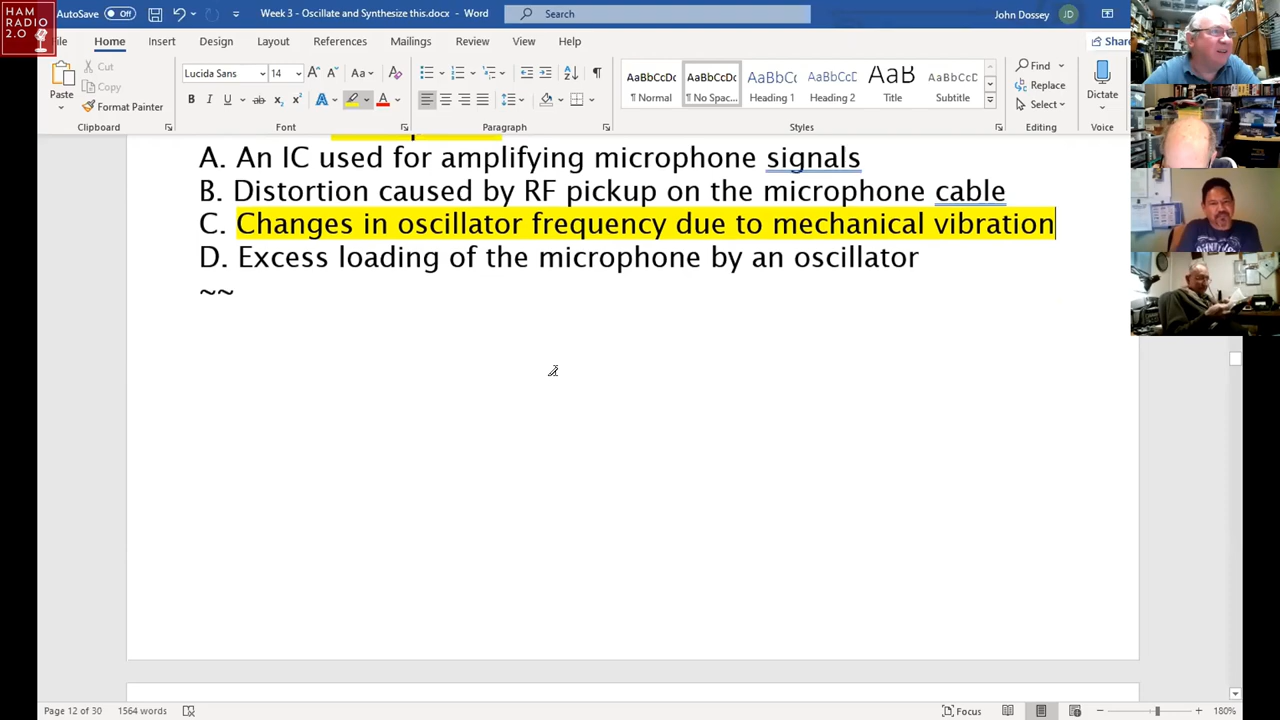 HAM
RADIO
2.0
AutoSave
Off
Week 3 - Oscillate and Synthesize this.docx - Word
Search
John Dossey
JD
ile
Home
Insert
Design
Layout
References
Mailings
Review
View
Help
Share
Paste
Cut
Copy
Format Painter
Clipboard
Lucida Sans
14
Font
Paragraph
AaBbCcDc
¶ Normal
AaBbCcDc
¶ No Spac...
AaBbCcD
Heading 1
AaBbCcD
Heading 2
AaB
Title
AaBbCcD
Subtitle
Styles
Find
Replace
Select
Editing
Dictate
Voice
A. An IC used for amplifying microphone signals
B. Distortion caused by RF pickup on the microphone cable
C. Changes in oscillator frequency due to mechanical vibration
D. Excess loading of the microphone by an oscillator
~~
Page 12 of 30
1564 words
Focus
180%